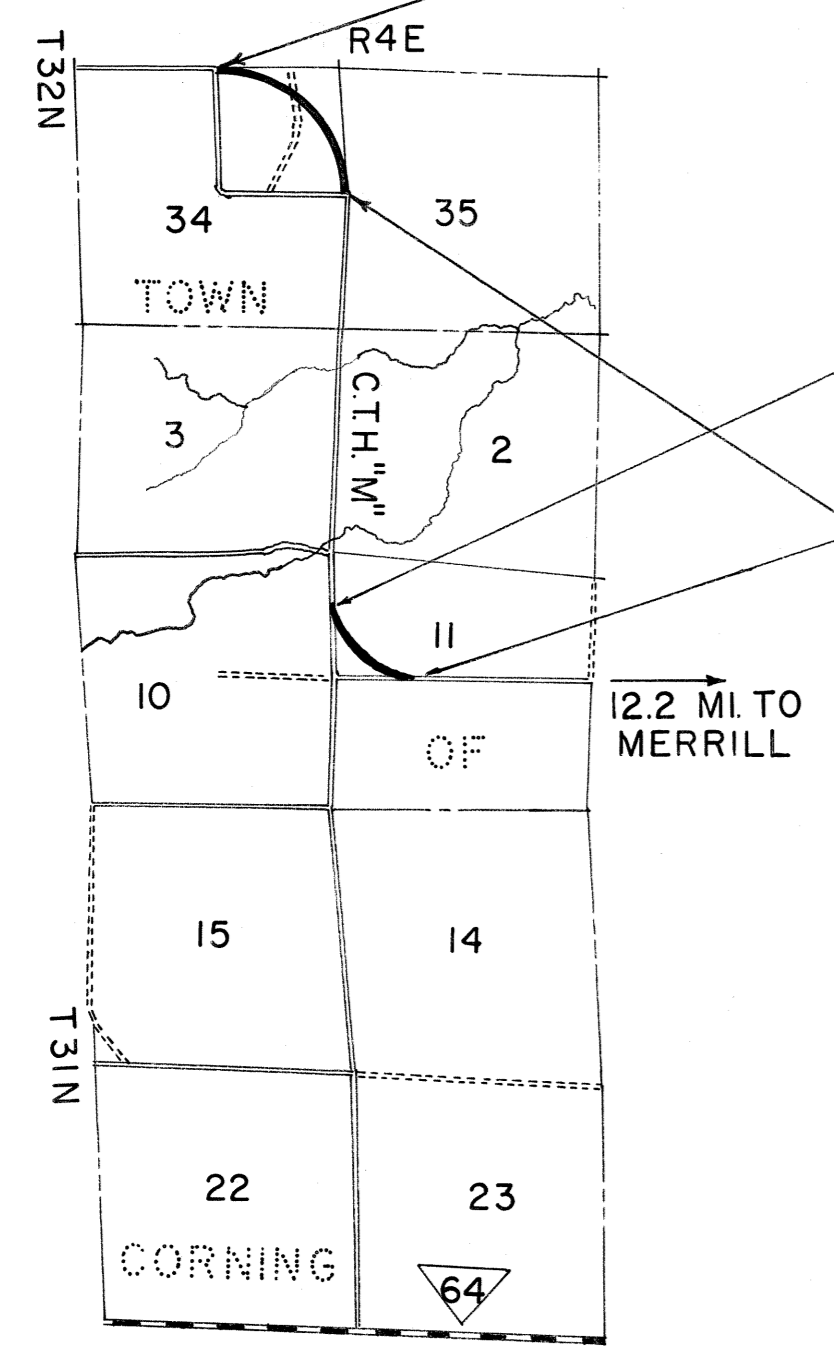 R4E
T32N
34
35
TOWN
3
C.T.H. "M"
2
11
10
12.2 MI. TO
MERRILL
OF
15
14
T31N
22
23
CORNING
64